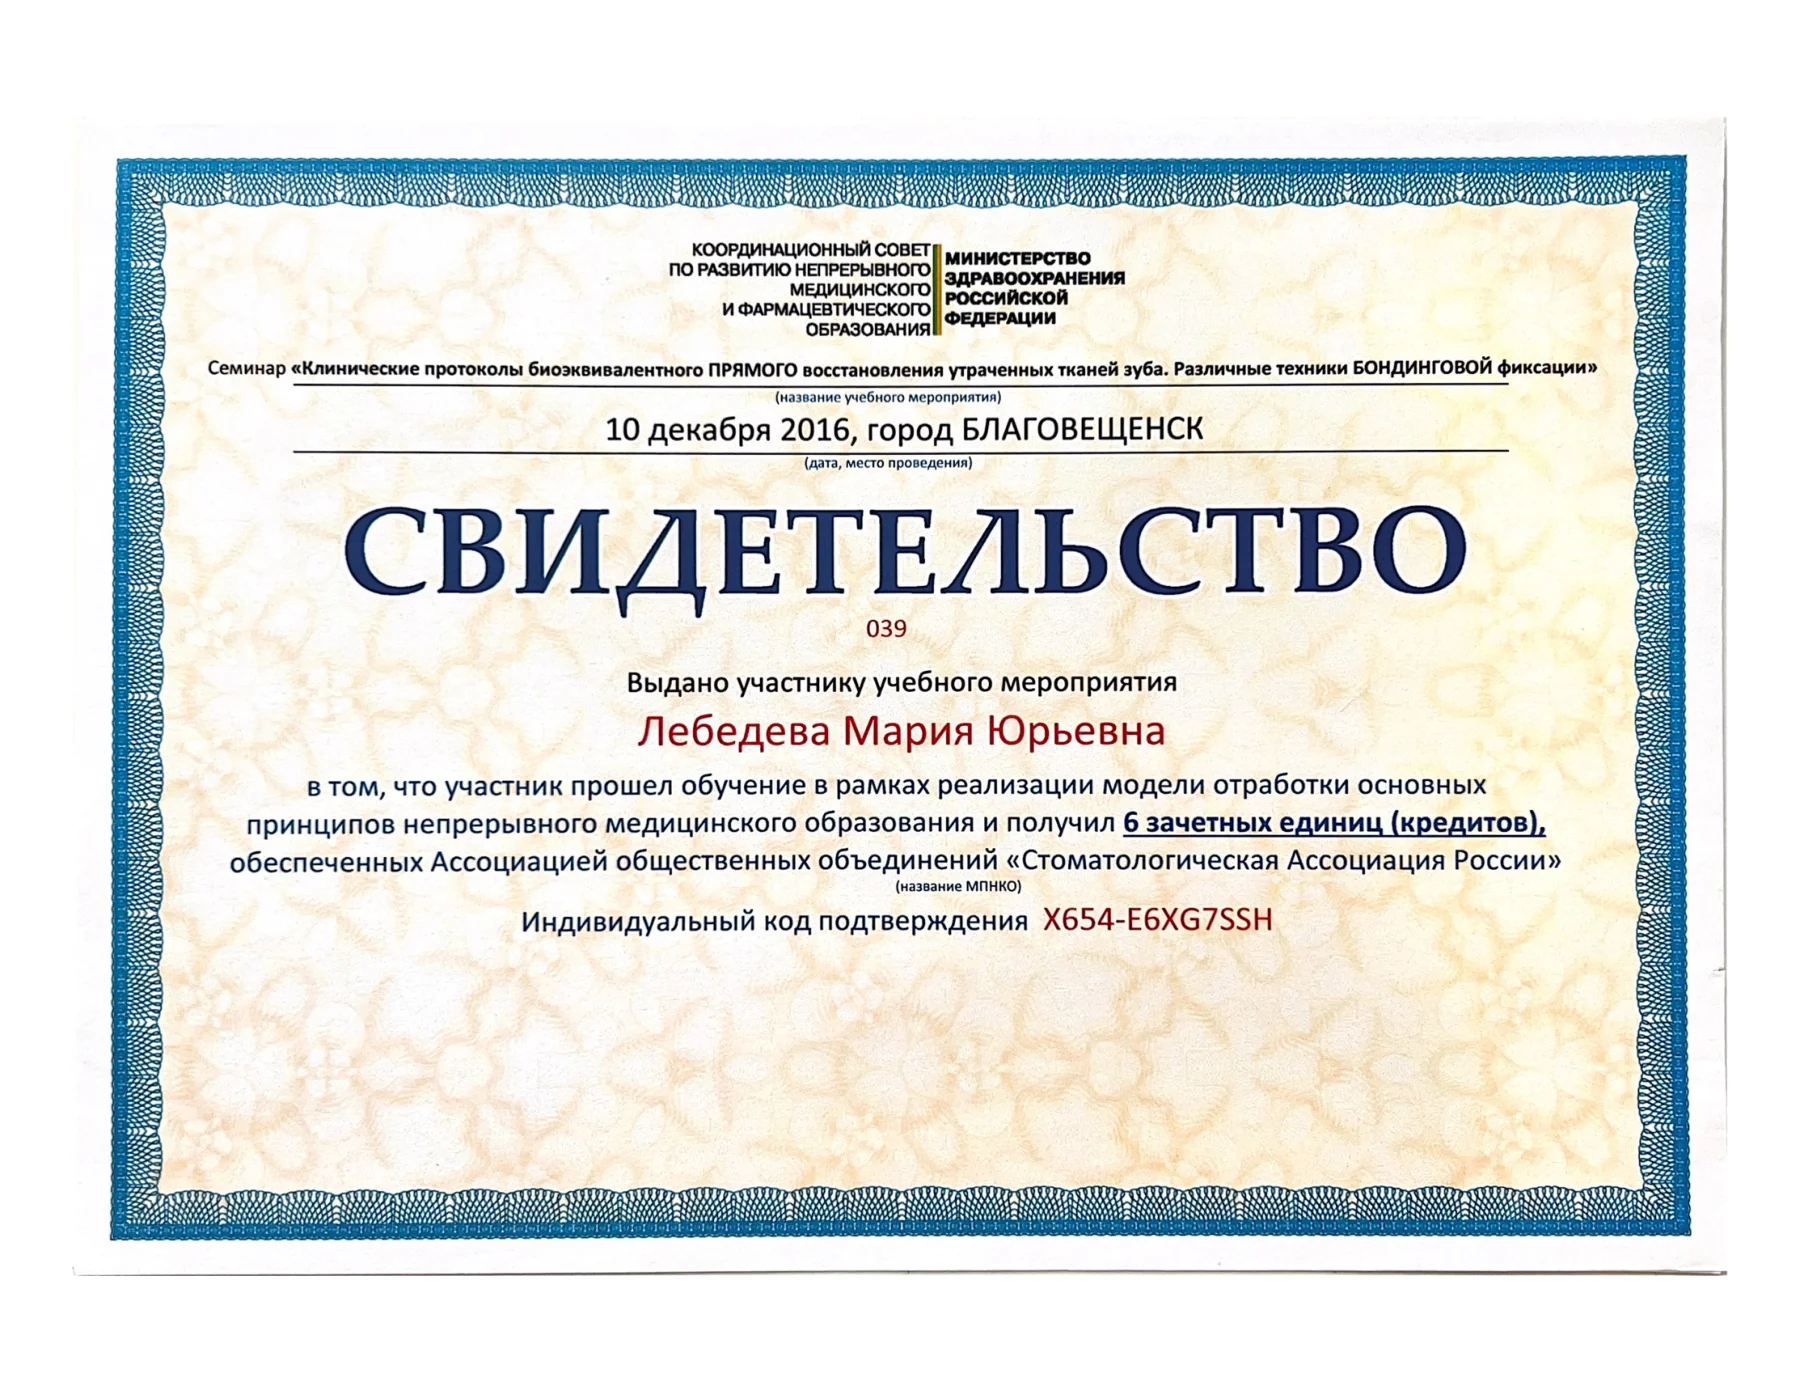 КООРДИНАЦИОННЫЙ СОВЕТ
ПО РАЗВИТИЮ НЕПРЕРЫВНОГО
МЕДИЦИНСКОГО
И ФАРМАЦЕВТИЧЕСКОГО
ОБРАЗОВАНИЯ
МИНИСТЕРСТВО
ЗДРАВООХРАНЕНИЯ
РОССИЙСКОЙ
ФЕДЕРАЦИИ
Семинар «Клинические протоколы биоэквивалентного ПРЯМОГО восстановления утраченных тканей зуба. Различные техники БОНДИНГОВОЙ фиксации»
(название учебного мероприятия)
10 декабря 2016, город БЛАГОВЕЩЕНСК
(дата, место проведения)
СВИДЕТЕЛЬСТВО
039
Выдано участнику учебного мероприятия
Лебедева Мария Юрьевна
в том, что участник прошел обучение в рамках реализации модели отработки основных
принципов непрерывного медицинского образования и получил 6 зачетных единиц (кредитов),
обеспеченных Ассоциацией общественных объединений «Стоматологическая Ассоциация России»
(название МПНКО)
Индивидуальный код подтверждения X654-E6XG7SSH